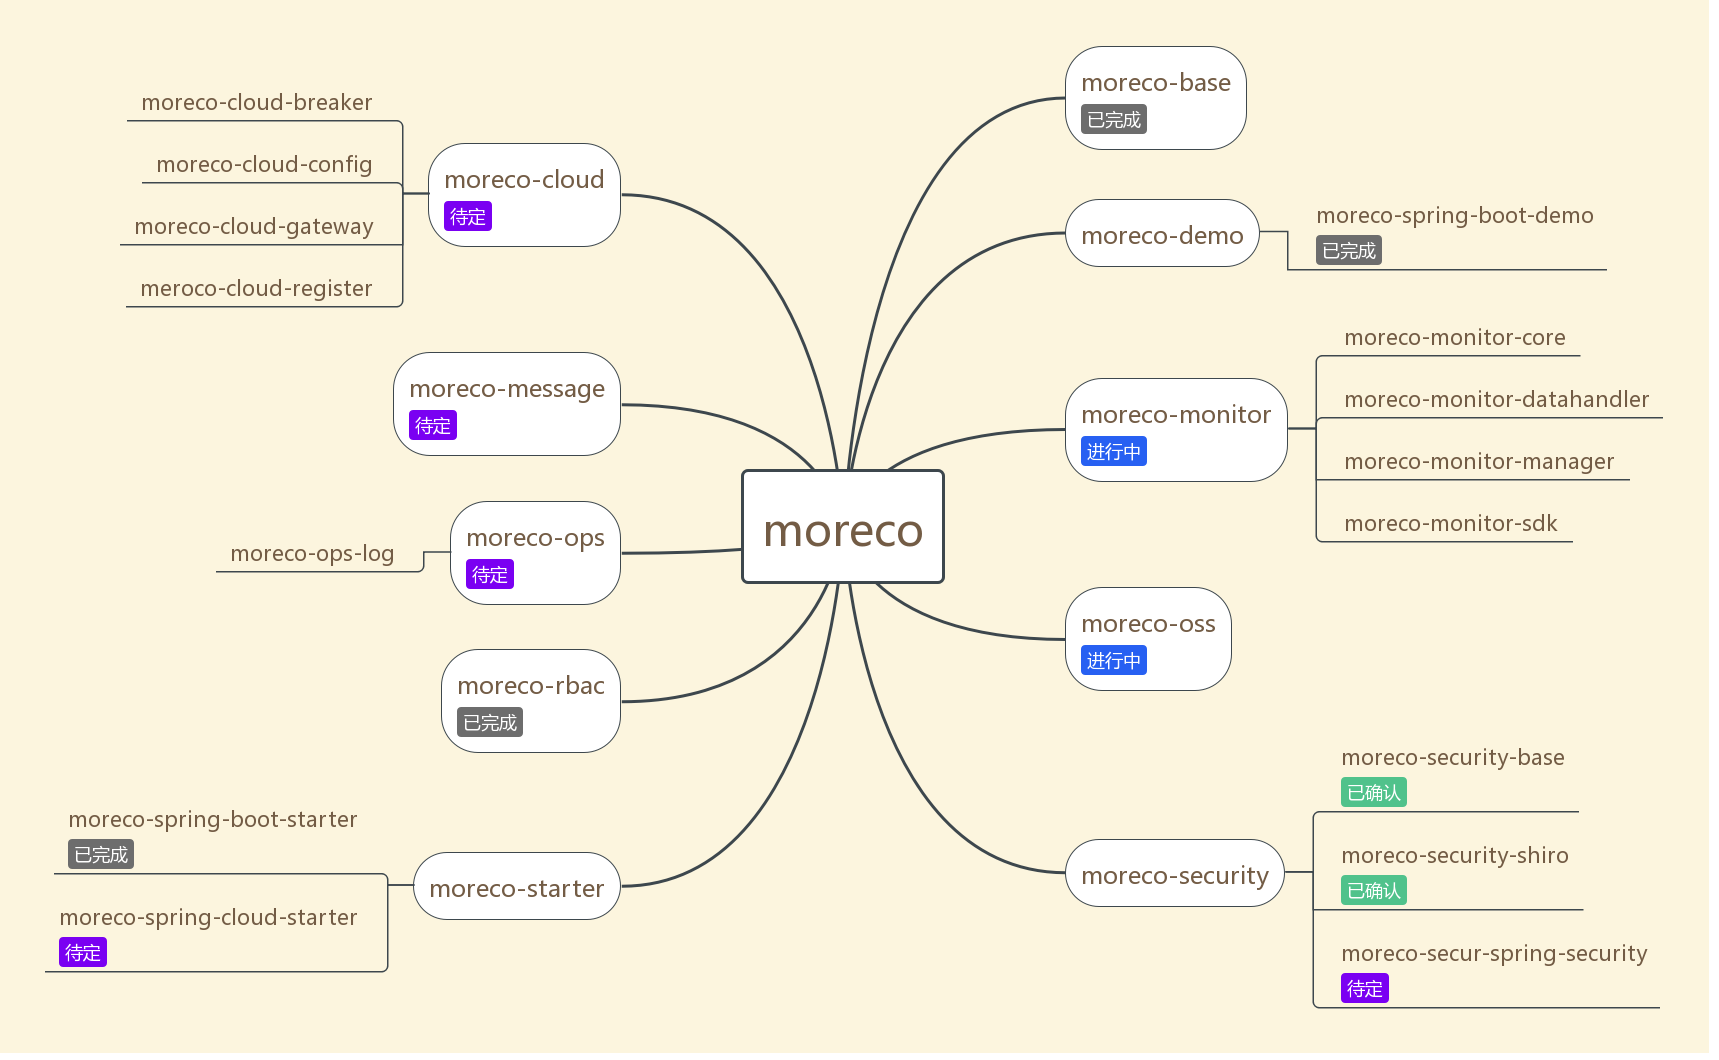 moreco
moreco-cloud
待定
moreco-cloud-breaker
moreco-cloud-config
moreco-cloud-gateway
meroco-cloud-register
moreco-message
待定
moreco-ops
待定
moreco-ops-log
moreco-rbac
已完成
moreco-starter
moreco-spring-boot-starter
已完成
moreco-spring-cloud-starter
待定
moreco-base
已完成
moreco-demo
moreco-spring-boot-demo
已完成
moreco-monitor
进行中
moreco-monitor-core
moreco-monitor-datahandler
moreco-monitor-manager
moreco-monitor-sdk
moreco-oss
进行中
moreco-security
moreco-security-base
已确认
moreco-security-shiro
已确认
moreco-secur-spring-security
待定